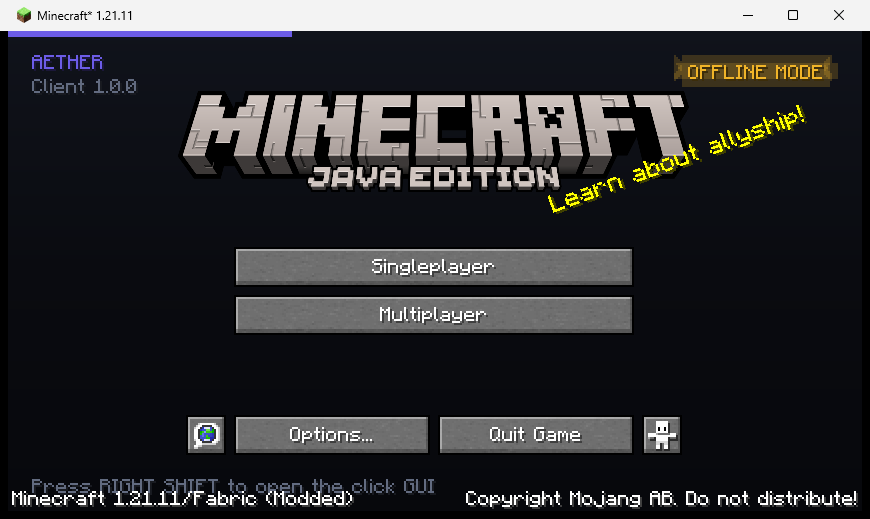 Minecraft* 1.21.11
AETHER
Client 1.0.0
OFFLINE MODE
MINECRAFT
JAVA EDITION
Learn about allyship!
Singleplayer
Multiplayer
Options...
Quit Game
Press RIGHT SHIFT to open the click GUI
Minecraft 1.21.11/Fabric (Modded)
Copyright Mojang AB. Do not distribute!